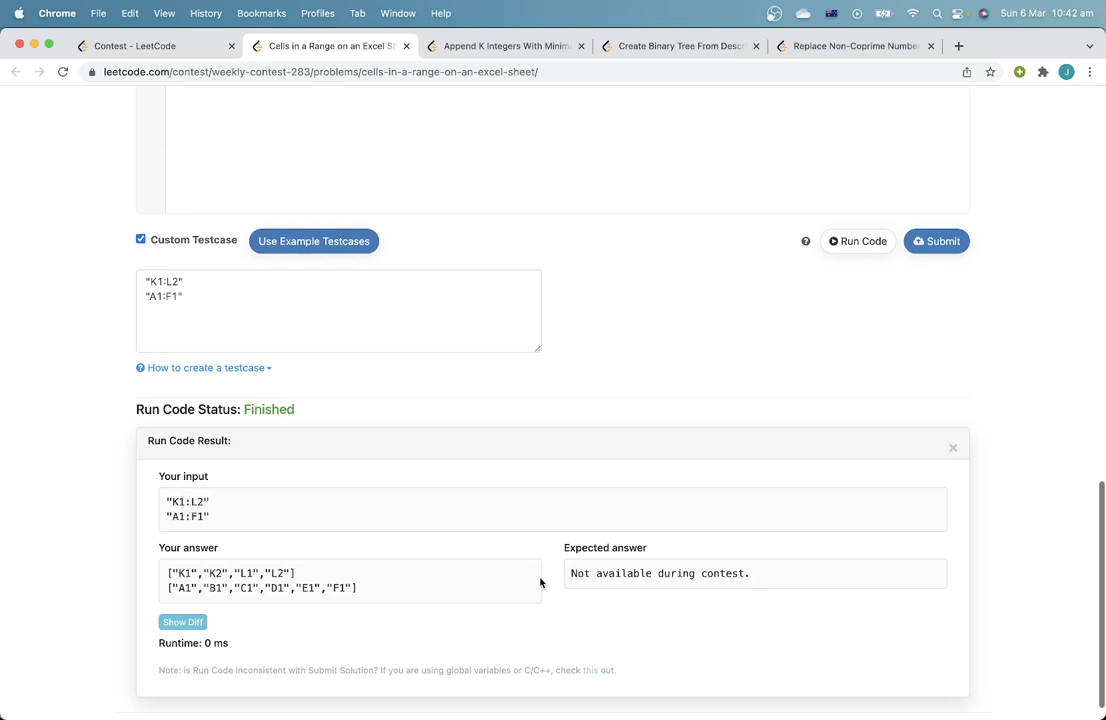 Chrome File Edit View History Bookmarks Profiles Tab Window Help Sun 6 Mar 10:42 am
Contest - LeetCode Cells in a Range on an Excel Sh Append K Integers With Minima Create Binary Tree From Descr Replace Non-Coprime Number
leetcode.com/contest/weekly-contest-283/problems/cells-in-a-range-on-an-excel-sheet/ J
Custom Testcase Use Example Testcases Run Code Submit
"K1:L2"
"A1:F1"
How to create a testcase
Run Code Status: Finished
Run Code Result: ×
Your input
"K1:L2"
"A1:F1"
Your answer Expected answer
["K1","K2","L1","L2"] Not available during contest.
["A1","B1","C1","D1","E1","F1"]
Show Diff
Runtime: 0 ms
Note: is Run Code inconsistent with Submit Solution? If you are using global variables or C/C++, check this out.